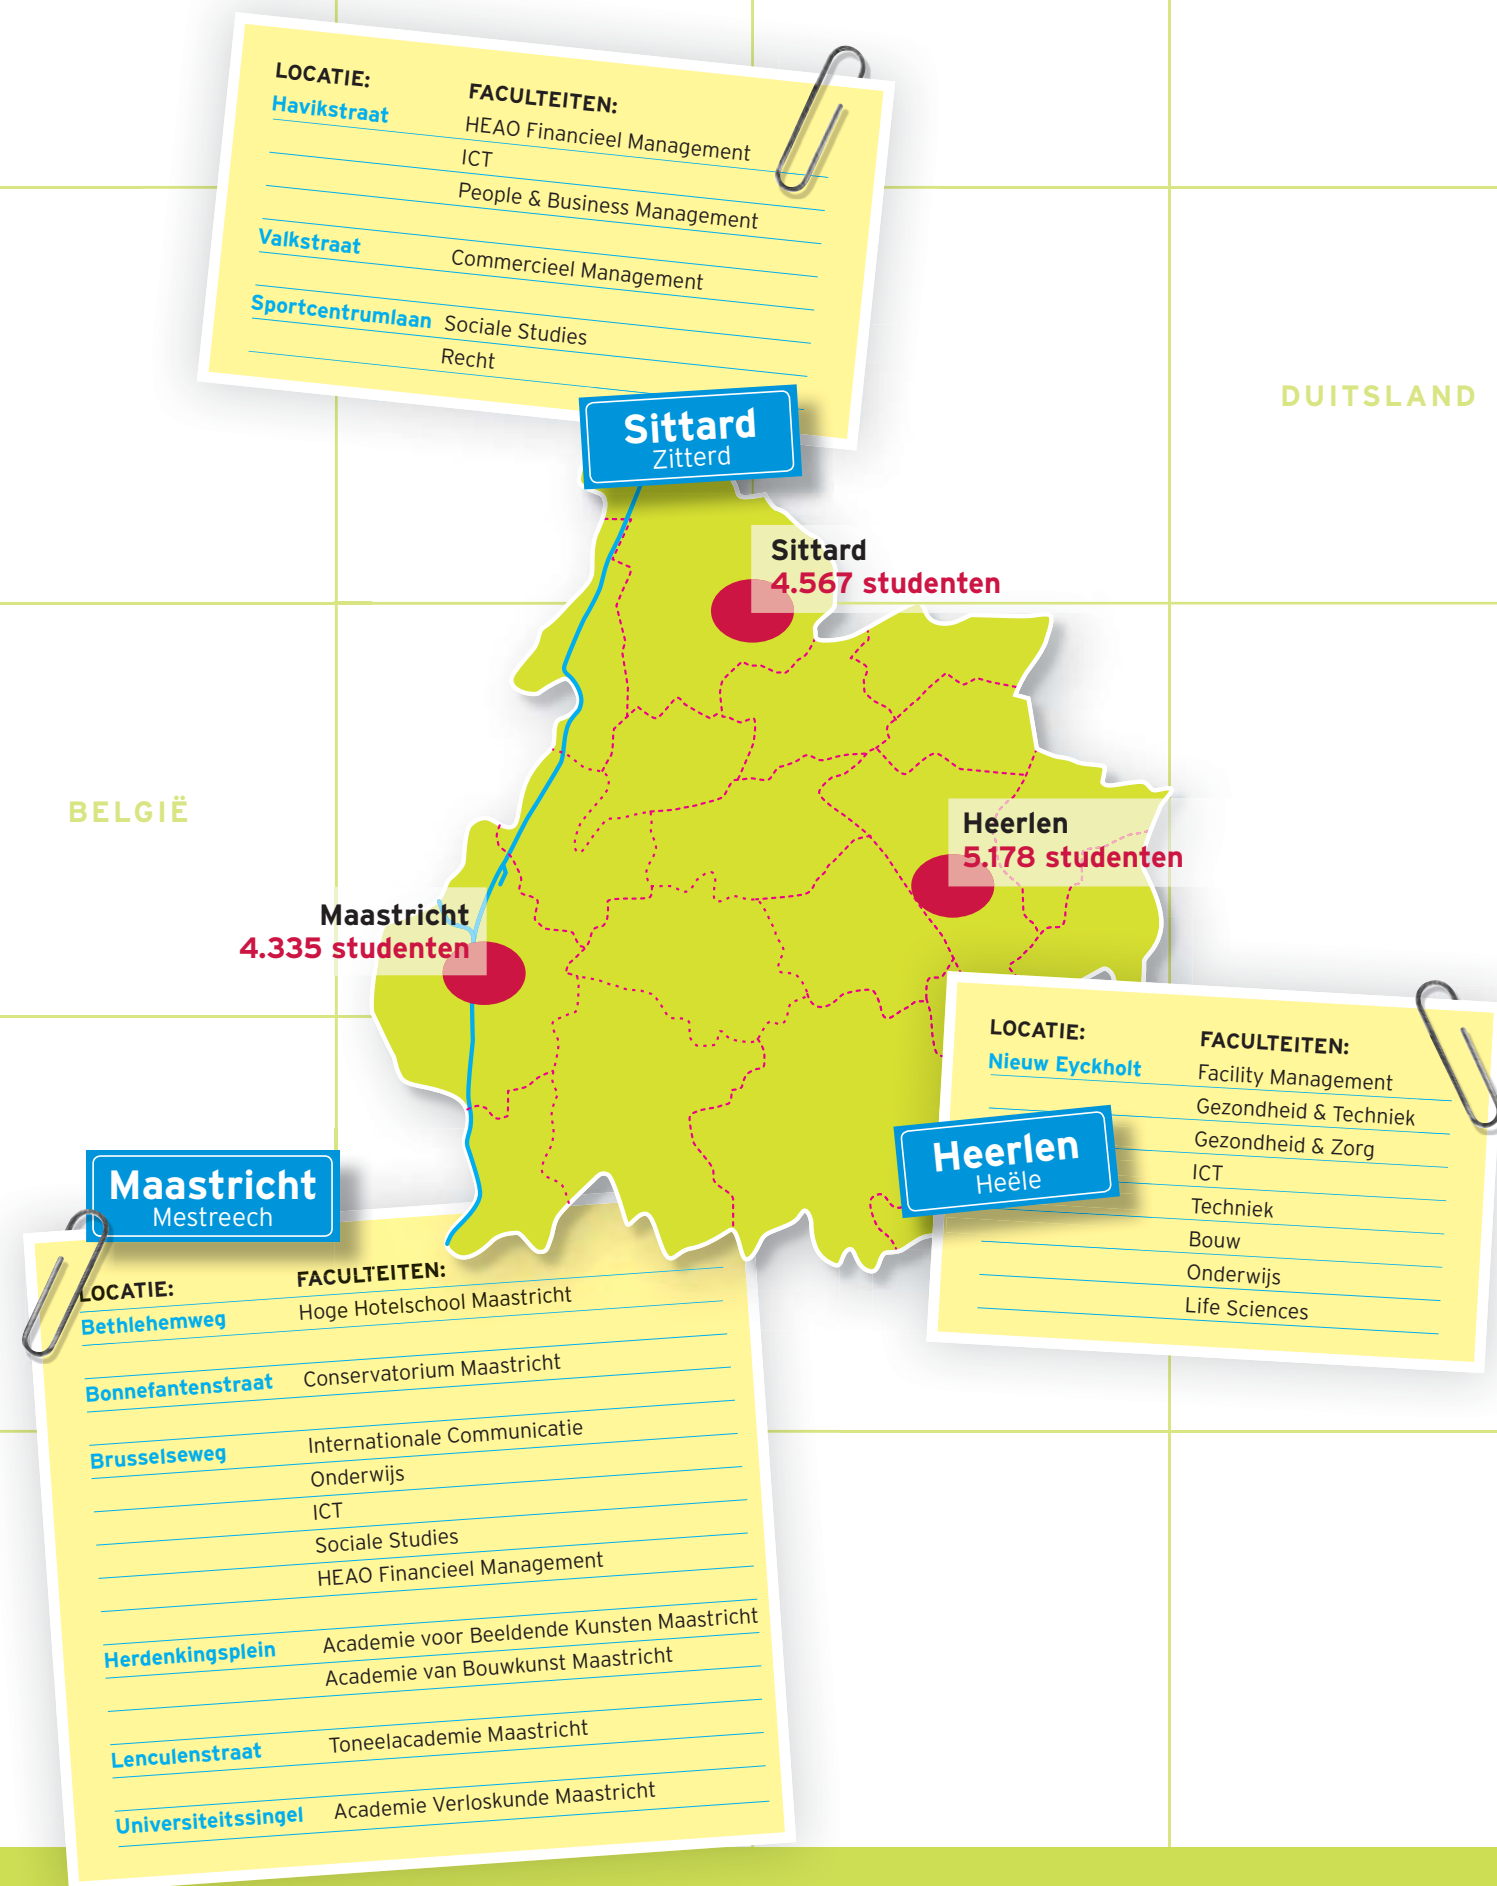 LOCATIE: FACULTEITEN:
Havikstraat HEAO Financieel Management
ICT
People & Business Management
Valkstraat Commercieel Management
Sportcentrumlaan Sociale Studies
Recht
Sittard
Zitterd
DUITSLAND
Sittard
4.567 studenten
BELGIË
Heerlen
5.178 studenten
Maastricht
4.335 studenten
LOCATIE: FACULTEITEN:
Nieuw Eyckholt Facility Management
Gezondheid & Techniek
Gezondheid & Zorg
ICT
Techniek
Bouw
Onderwijs
Life Sciences
Heerlen
Heële
Maastricht
Mestreech
LOCATIE: FACULTEITEN:
Bethlehemweg Hoge Hotelschool Maastricht
Bonnefantenstraat Conservatorium Maastricht
Brusselseweg Internationale Communicatie
Onderwijs
ICT
Sociale Studies
HEAO Financieel Management
Herdenkingsplein Academie voor Beeldende Kunsten Maastricht
Academie van Bouwkunst Maastricht
Lenculenstraat Toneelacademie Maastricht
Universiteitssingel Academie Verloskunde Maastricht